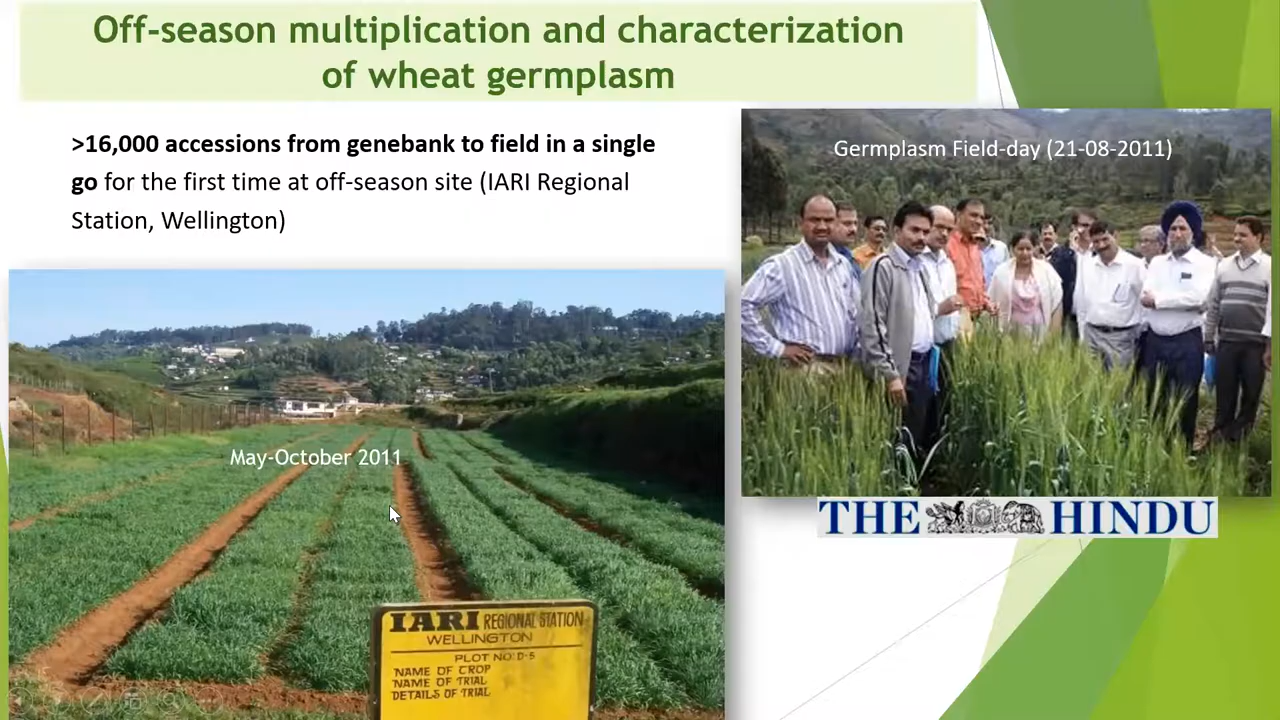 Off-season multiplication and characterization
of wheat germplasm
>16,000 accessions from genebank to field in a single
go for the first time at off-season site (IARI Regional
Station, Wellington)
Germplasm Field-day (21-08-2011)
May-October 2011
THE HINDU
IARI REGIONAL STATION
WELLINGTON
PLOT NO: D-5
NAME OF CROP
NAME OF TRIAL
DETAILS OF TRIAL